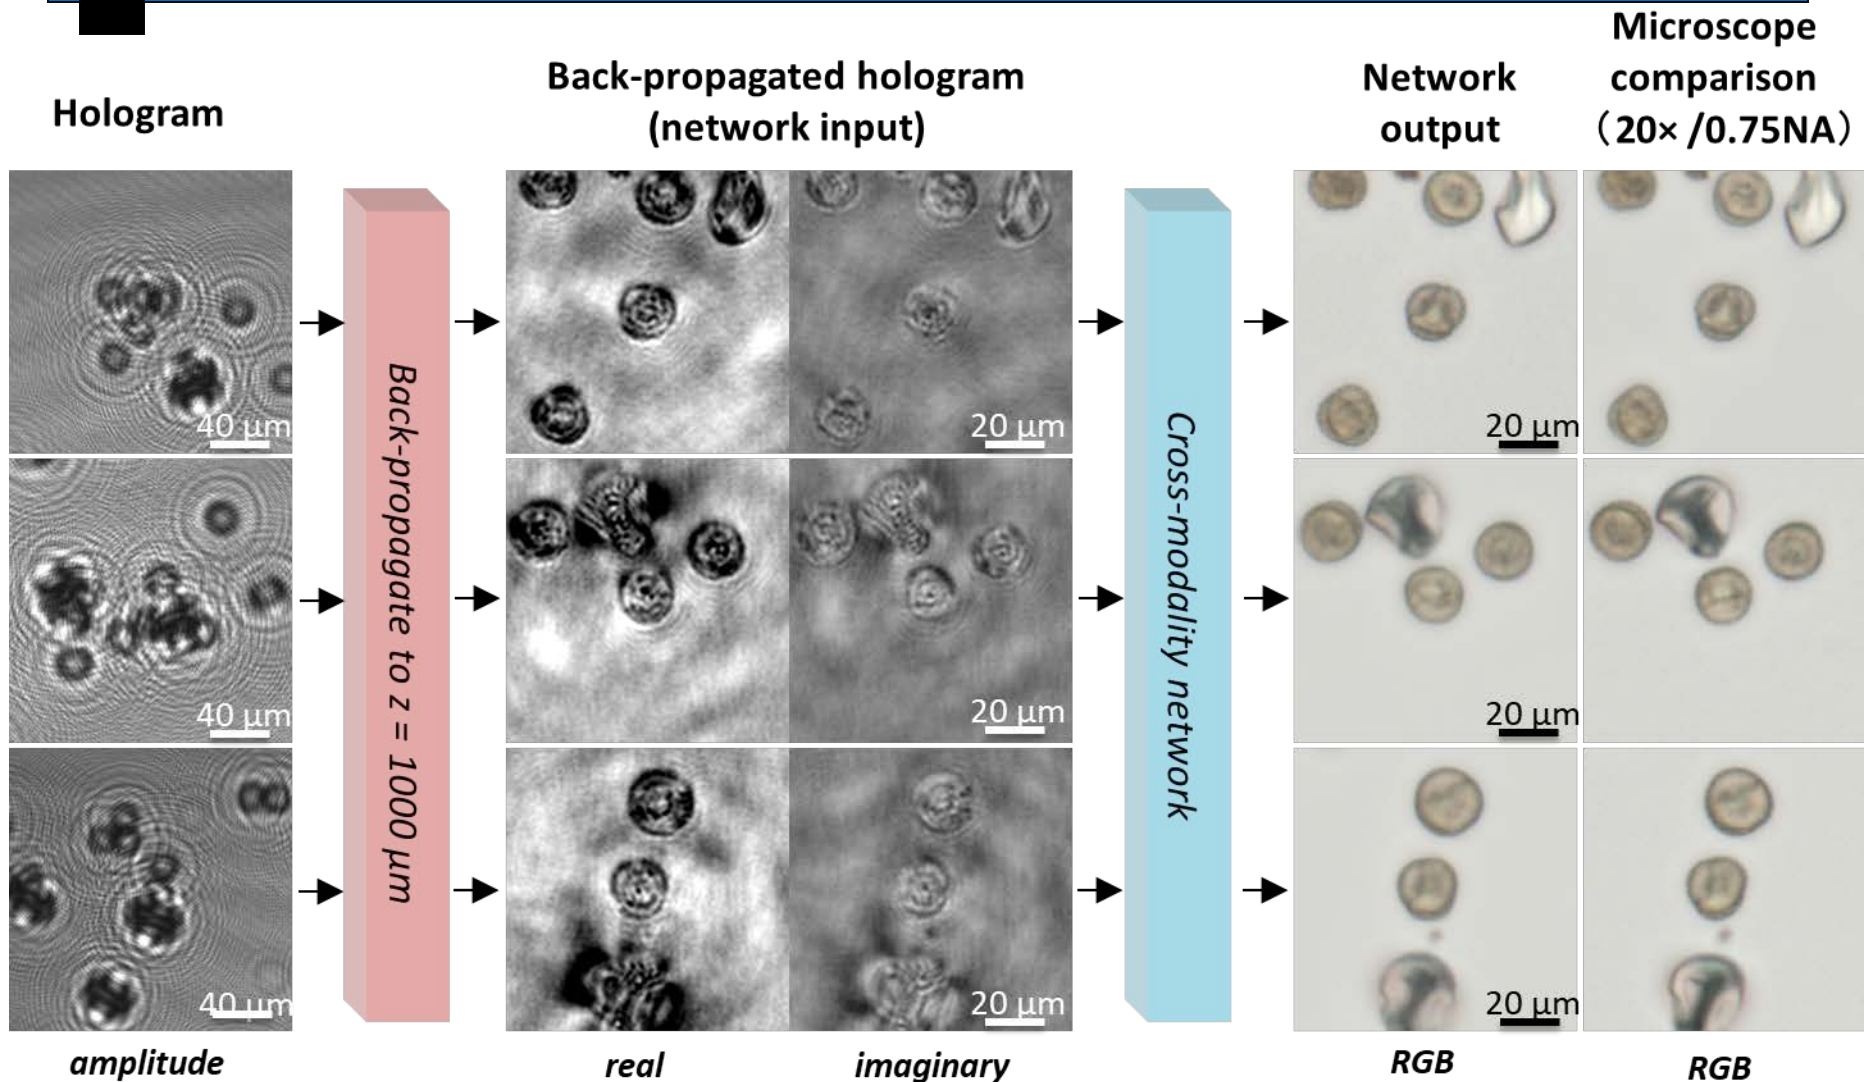 Hologram
Back-propagated hologram
(network input)
Network
output
Microscope
comparison
（20× /0.75NA）
40 µm
20 µm
20 µm
40 µm
20 µm
20 µm
40 µm
20 µm
20 µm
Back-propagate to z = 1000 µm
Cross-modality network
amplitude
real
imaginary
RGB
RGB